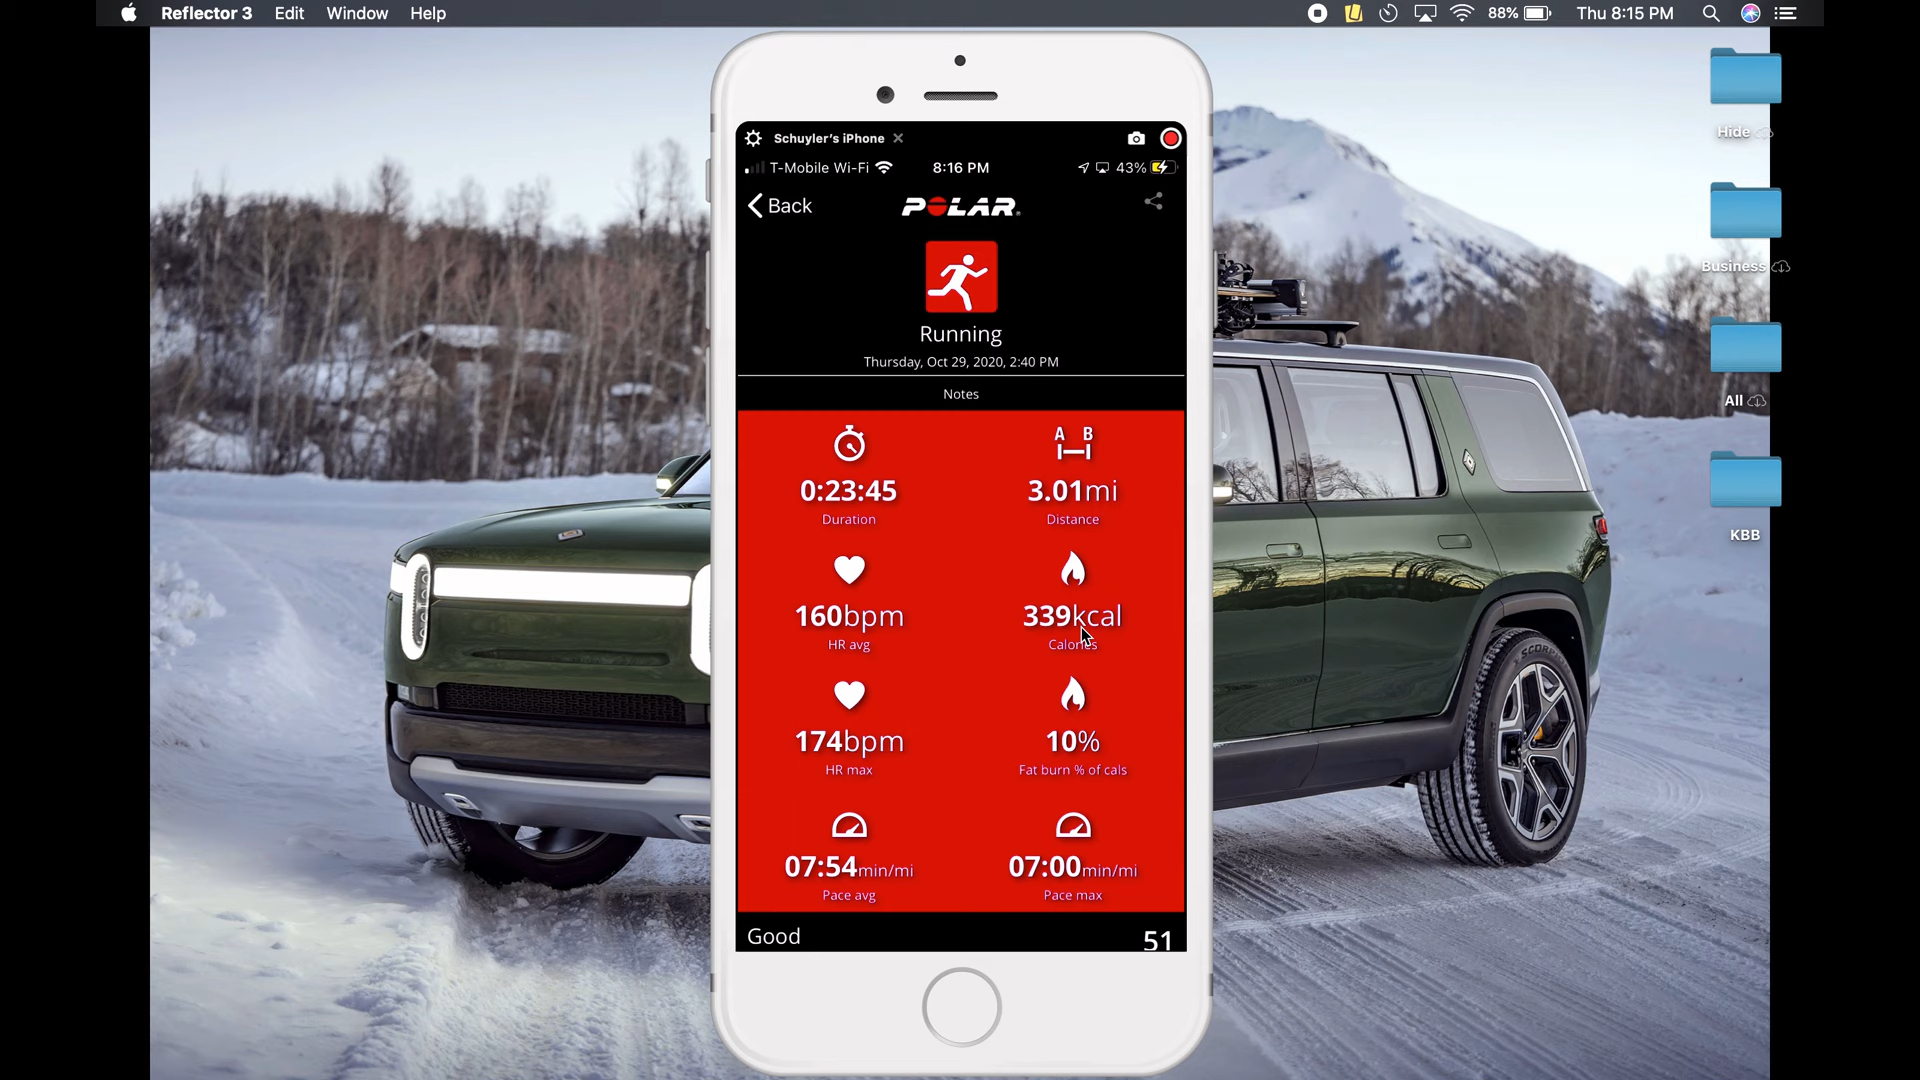 Reflector 3 Edit Window Help
88% Thu 8:15 PM
Schuyler's iPhone
T-Mobile Wi-Fi 8:16 PM 43%
Back
POLAR
Running
Thursday, Oct 29, 2020, 2:40 PM
Notes
A B
0:23:45 3.01mi
Duration Distance
160bpm 339kcal
HR avg Calories
174bpm 10%
HR max Fat burn % of cals
07:54min/mi 07:00min/mi
Pace avg Pace max
Good 51
Hide
Business
All
KBB
SCORPION